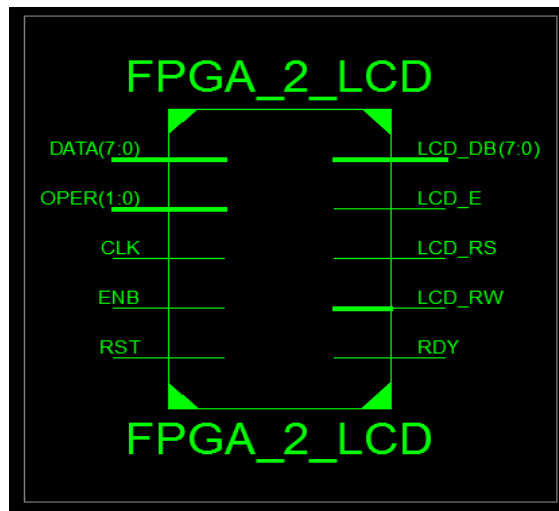 FPGA_2_LCD
DATA(7:0)
LCD_DB(7:0)
OPER(1:0)
LCD_E
CLK
LCD_RS
ENB
LCD_RW
RST
RDY
FPGA_2_LCD